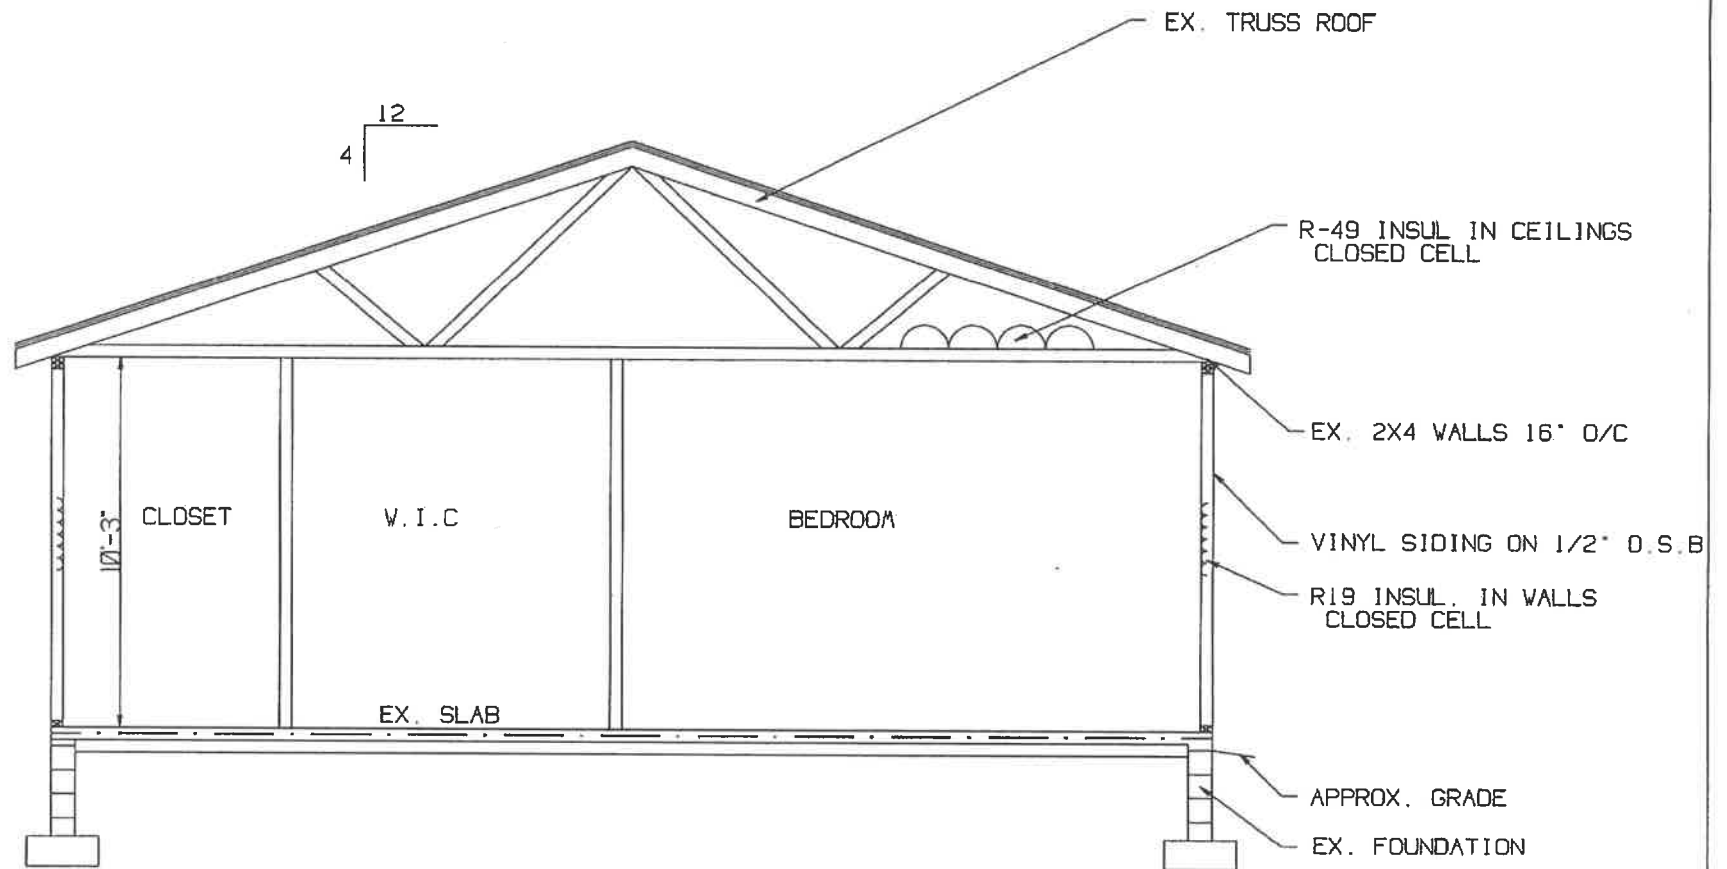 EX. TRUSS ROOF
12
4
R-49 INSUL IN CEILINGS
CLOSED CELL
EX. 2X4 WALLS 16" O/C
CLOSET
W.I.C
BEDROOM
10'-3"
VINYL SIDING ON 1/2" O.S.B
R19 INSUL. IN WALLS
CLOSED CELL
EX. SLAB
APPROX. GRADE
EX. FOUNDATION